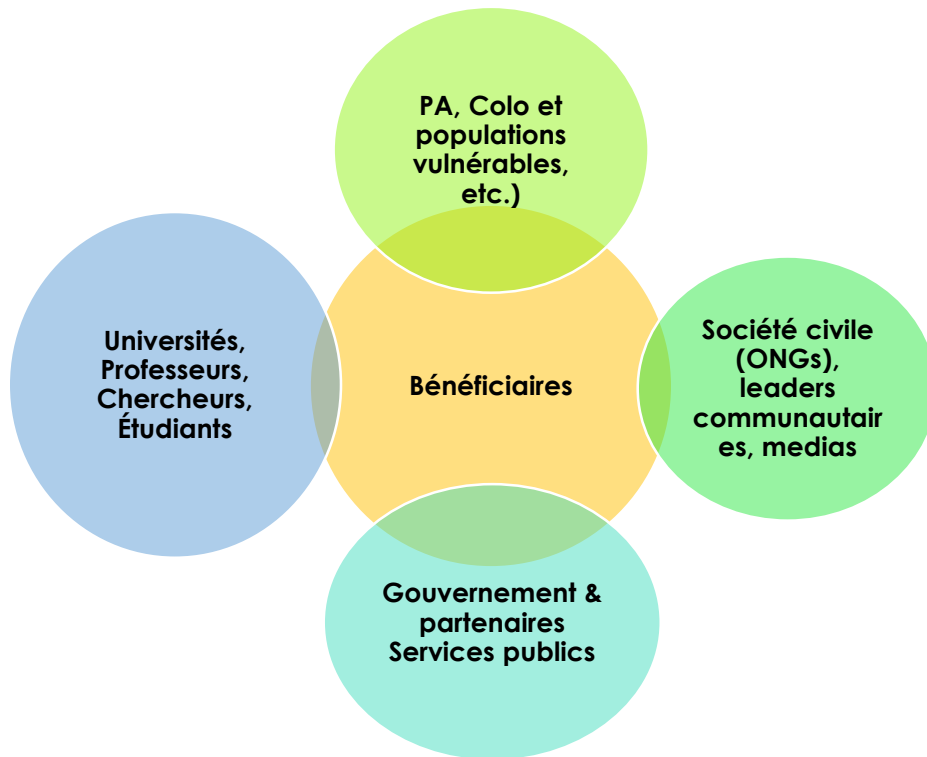 PA, Colo et
populations
vulnérables,
etc.)
Universités,
Professeurs,
Chercheurs,
Étudiants
Bénéficiaires
Société civile
(ONGs),
leaders
communautair
es, medias
Gouvernement &
partenaires
Services publics